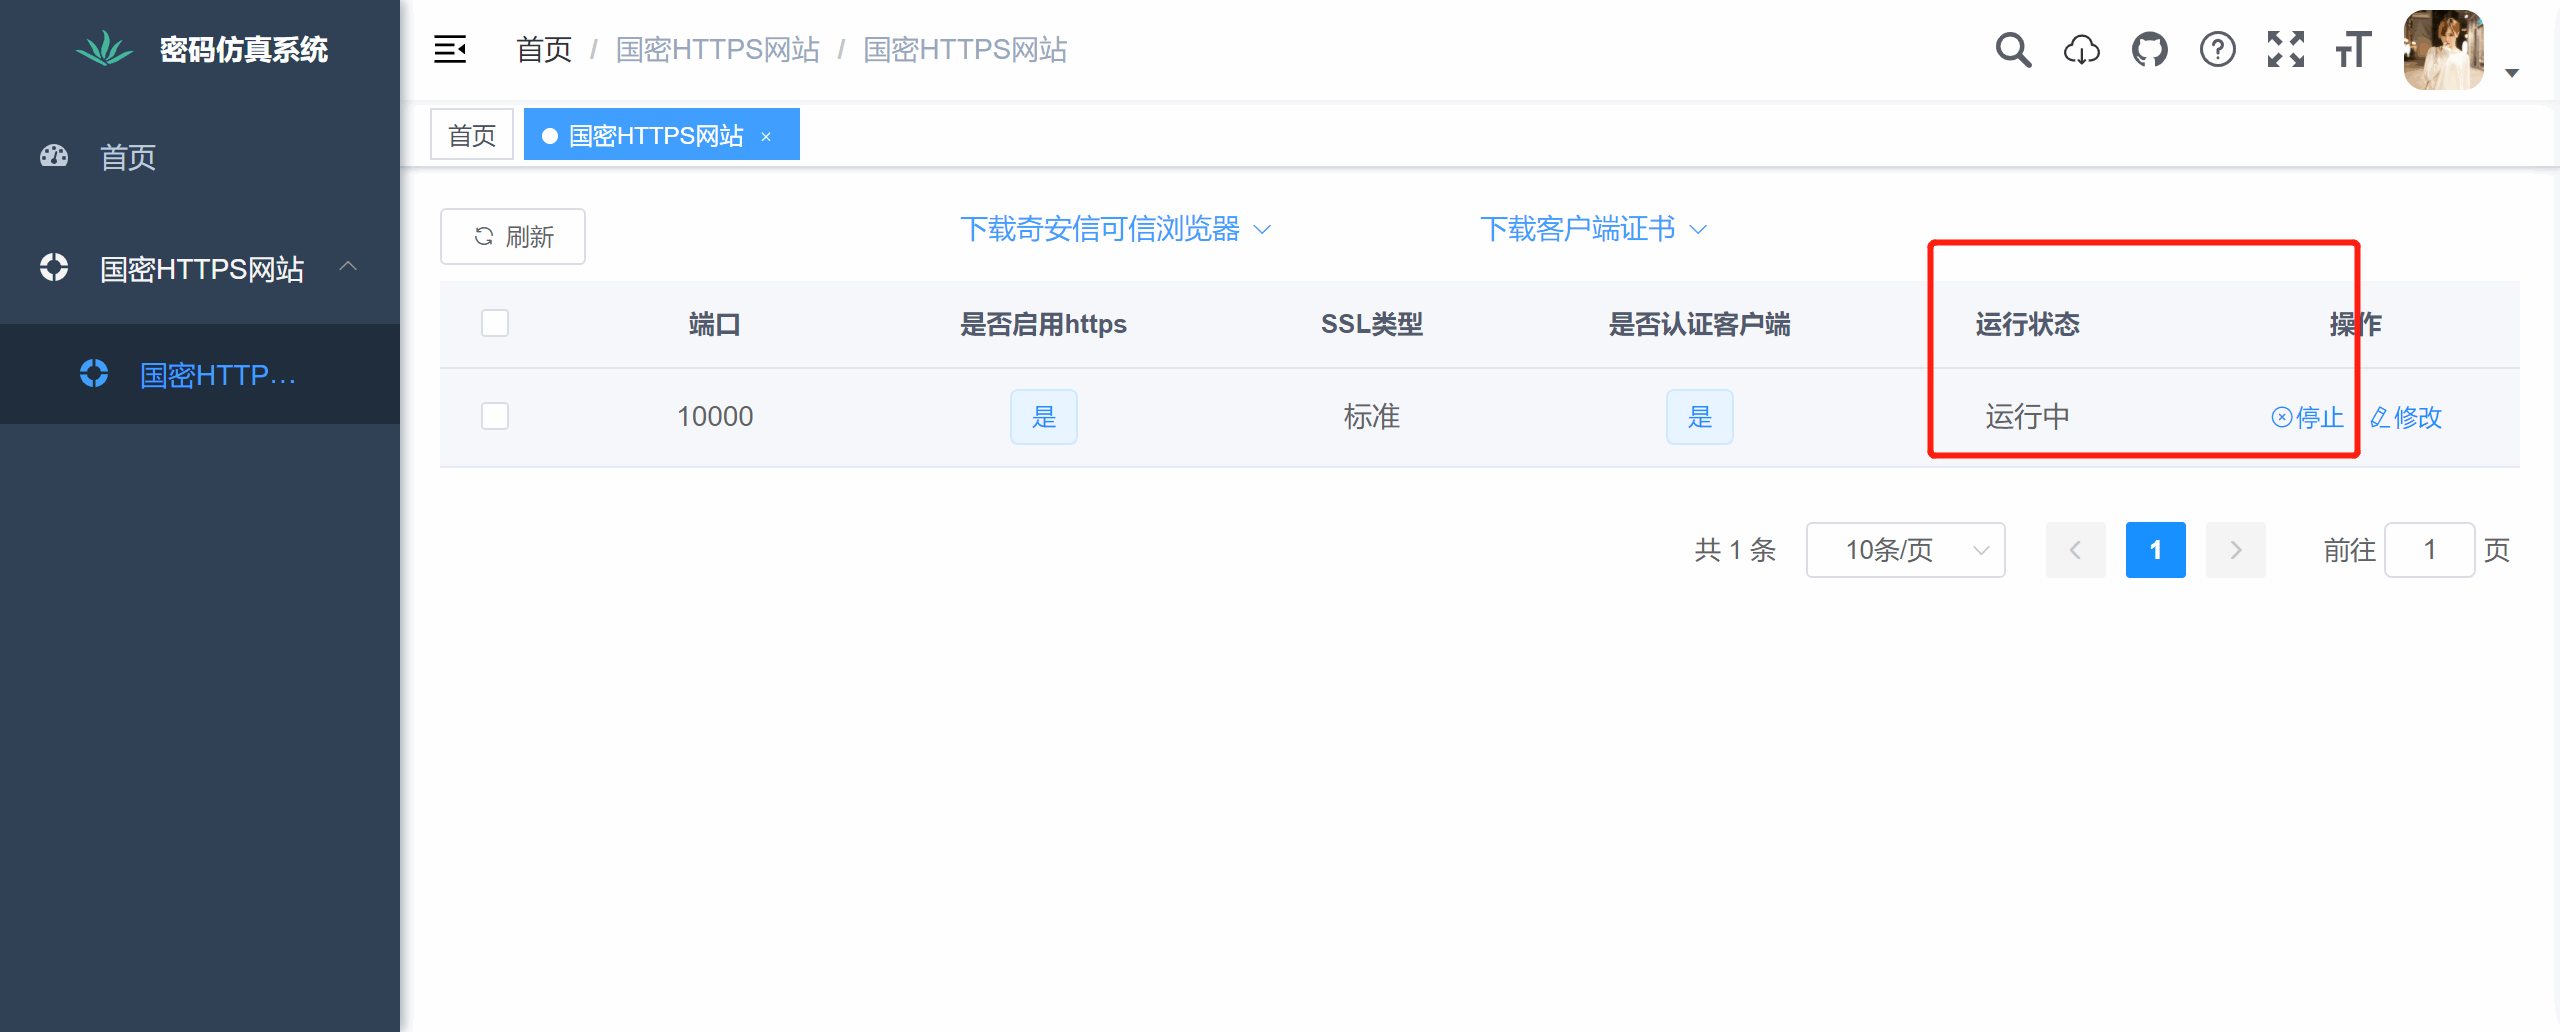 密码仿真系统
首页 / 国密HTTPS网站 / 国密HTTPS网站
首页
国密HTTPS网站
国密HTTP...
首页
国密HTTPS网站 ×
刷新
下载奇安信可信浏览器
下载客户端证书
端口 是否启用https SSL类型 是否认证客户端 运行状态 操作
10000 是 标准 是 运行中 停止 修改
共 1 条 10条/页 1 前往 1 页